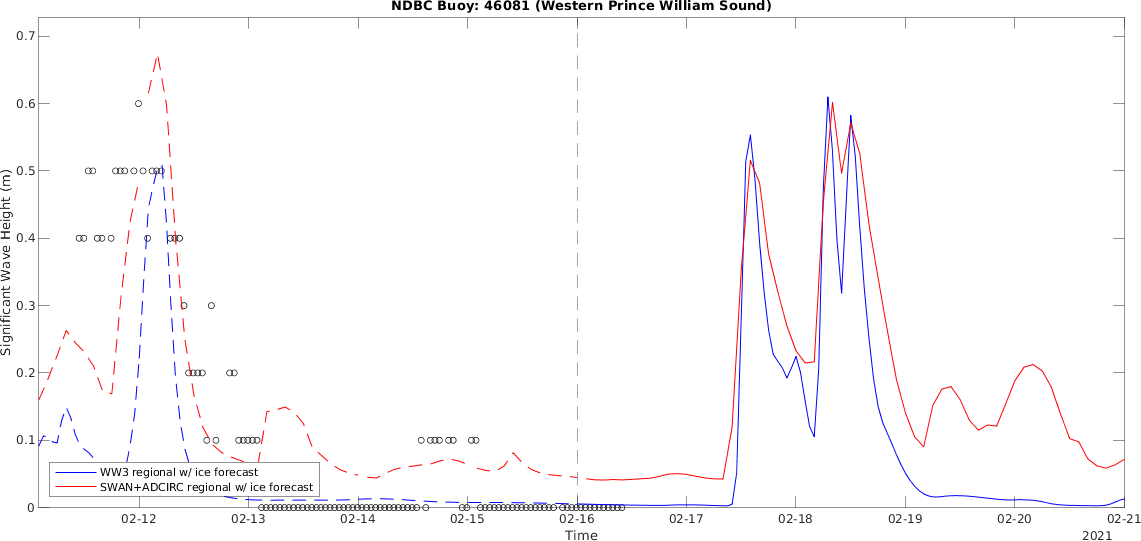 NDBC Buoy: 46081 (Western Prince William Sound)
Significant Wave Height (m)
0.7
0.6
0.5
0.4
0.3
0.2
0.1
0
WW3 regional w/ ice forecast
SWAN+ADCIRC regional w/ ice forecast
02-12 02-13 02-14 02-15 02-16 02-17 02-18 02-19 02-20 02-21
Time
2021